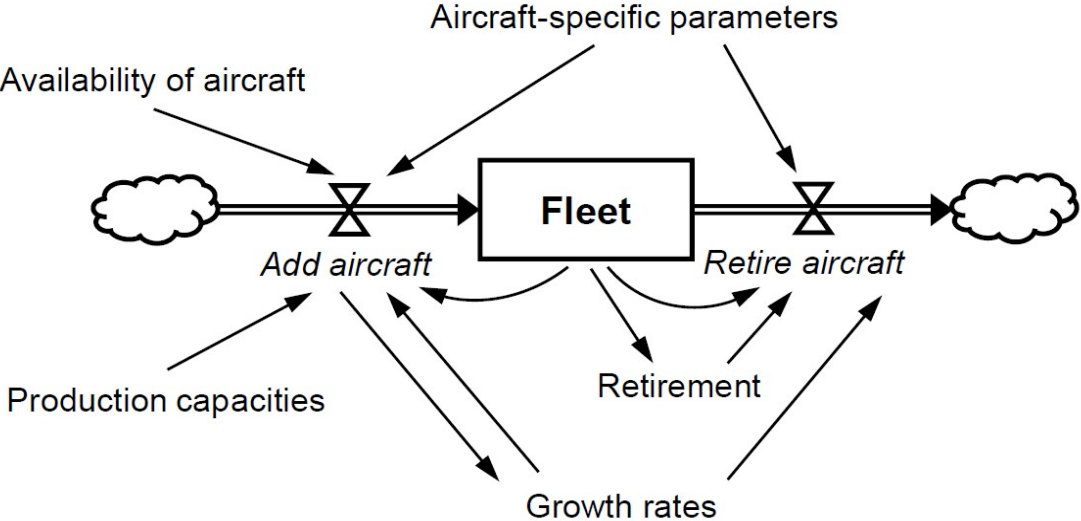 Aircraft-specific parameters
Availability of aircraft
Fleet
Add aircraft
Retire aircraft
Retirement
Production capacities
Growth rates